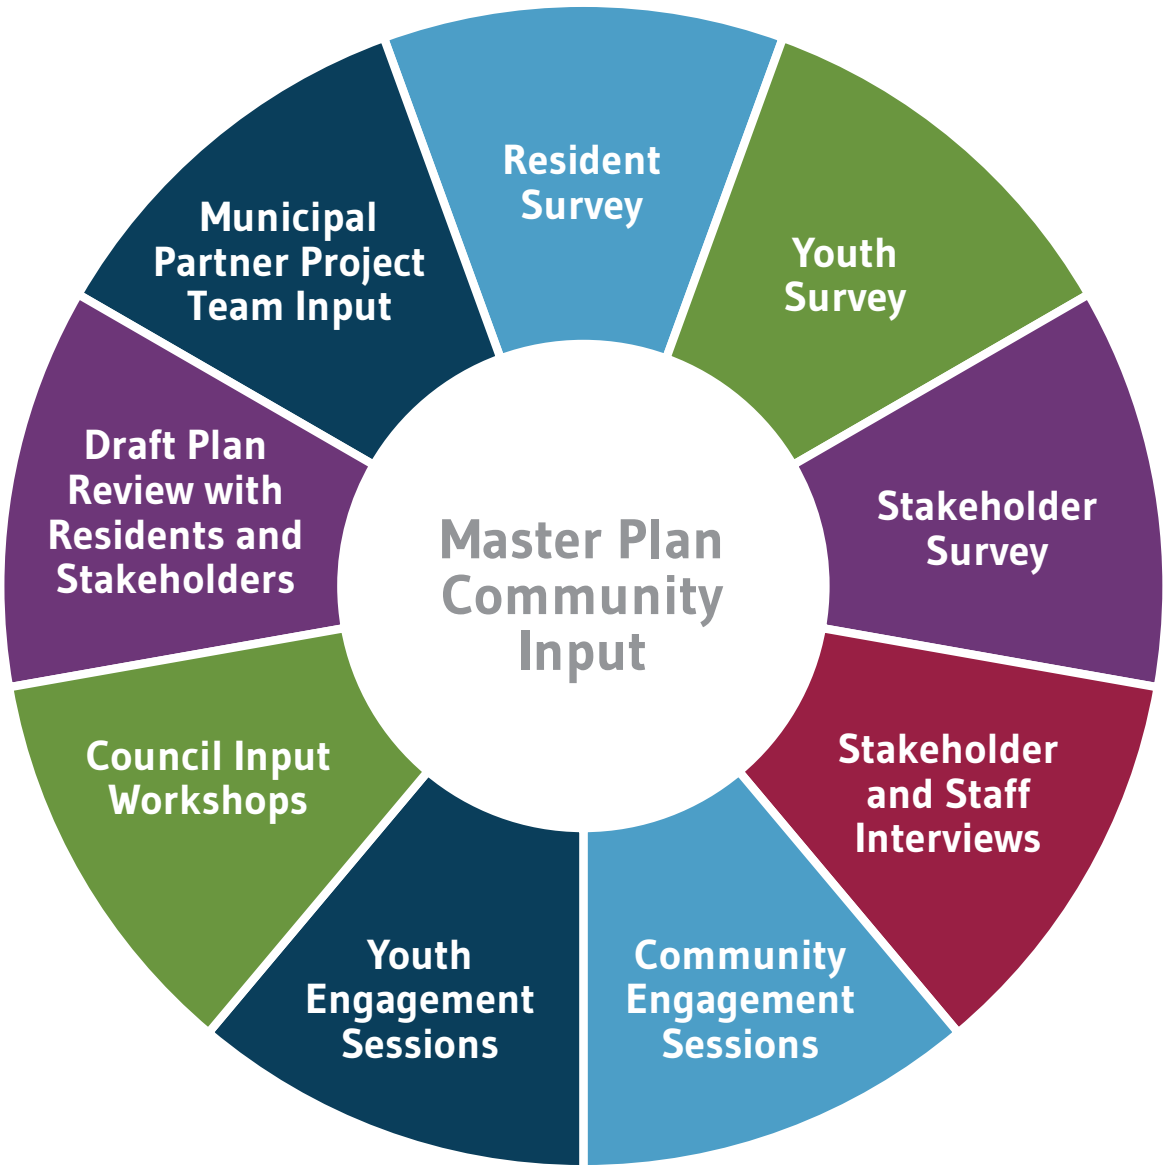 Resident
Survey
Youth
Survey
Stakeholder
Survey
Stakeholder
and Staff
Interviews
Community
Engagement
Sessions
Youth
Engagement
Sessions
Council Input
Workshops
Draft Plan
Review with
Residents and
Stakeholders
Municipal
Partner Project
Team Input
Master Plan
Community
Input